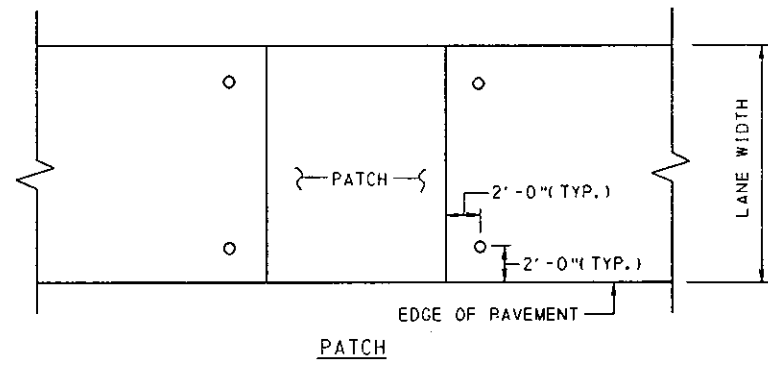 LANE WIDTH
PATCH
2'-0"(TYP.)
2'-0"(TYP.)
EDGE OF PAVEMENT
PATCH